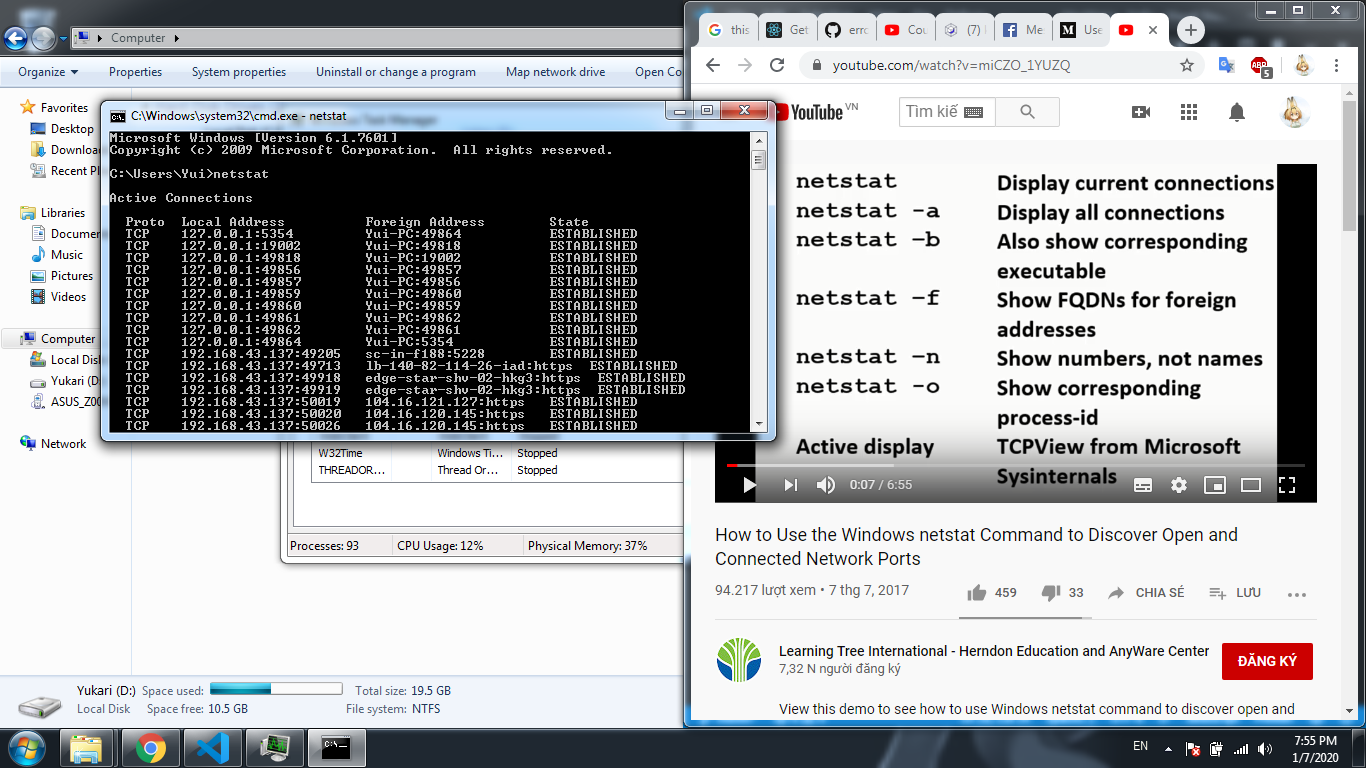 Computer
Organize
Properties
System properties
Uninstall or change a program
Map network drive
Open Co
Favorites
Desktop
Downloa
Recent Pl
Libraries
Documen
Music
Pictures
Videos
Computer
Local Disk
Yukari (D:)
ASUS_Z00
Network
C:\Windows\system32\cmd.exe - netstat
Microsoft Windows [Version 6.1.7601]
Copyright (c) 2009 Microsoft Corporation.  All rights reserved.
C:\Users\Yui>netstat
Active Connections
Proto  Local Address          Foreign Address        State
TCP    127.0.0.1:5354         Yui-PC:49864           ESTABLISHED
TCP    127.0.0.1:19002        Yui-PC:49818           ESTABLISHED
TCP    127.0.0.1:49818        Yui-PC:19002           ESTABLISHED
TCP    127.0.0.1:49856        Yui-PC:49857           ESTABLISHED
TCP    127.0.0.1:49857        Yui-PC:49856           ESTABLISHED
TCP    127.0.0.1:49859        Yui-PC:49860           ESTABLISHED
TCP    127.0.0.1:49860        Yui-PC:49859           ESTABLISHED
TCP    127.0.0.1:49861        Yui-PC:49862           ESTABLISHED
TCP    127.0.0.1:49862        Yui-PC:49861           ESTABLISHED
TCP    127.0.0.1:49864        Yui-PC:5354            ESTABLISHED
TCP    192.168.43.137:49205   sc-in-f188:5228        ESTABLISHED
TCP    192.168.43.137:49713   lb-140-82-114-26-iad:https  ESTABLISHED
TCP    192.168.43.137:49918   edge-star-shv-02-hkg3:https  ESTABLISHED
TCP    192.168.43.137:49919   edge-star-shv-02-hkg3:https  ESTABLISHED
TCP    192.168.43.137:50019   104.16.121.127:https   ESTABLISHED
TCP    192.168.43.137:50020   104.16.120.145:https   ESTABLISHED
TCP    192.168.43.137:50026   104.16.120.145:https   ESTABLISHED
W32Time Windows Ti... Stopped
THREADOR... Thread Or... Stopped
Processes: 93 CPU Usage: 12% Physical Memory: 37%
Yukari (D:) Space used: Total size: 19.5 GB
Local Disk Space free: 10.5 GB File system: NTFS
this
Get
erro
Cou
(7)
Me
Use
youtube.com/watch?v=miCZO_1YUZQ
ABP
5
YouTube VN
Tìm kiế
netstat Display current connections
netstat –a Display all connections
netstat –b Also show corresponding
executable
netstat –f Show FQDNs for foreign
addresses
netstat –n Show numbers, not names
netstat –o Show corresponding
process-id
Active display TCPView from Microsoft
Sysinternals
0:07 / 6:55
How to Use the Windows netstat Command to Discover Open and
Connected Network Ports
94.217 lượt xem • 7 thg 7, 2017
459
33
CHIA SẺ
LƯU
Learning Tree International - Herndon Education and AnyWare Center
7,32 N người đăng ký
ĐĂNG KÝ
View this demo to see how to use Windows netstat command to discover open and
EN
7:55 PM
1/7/2020